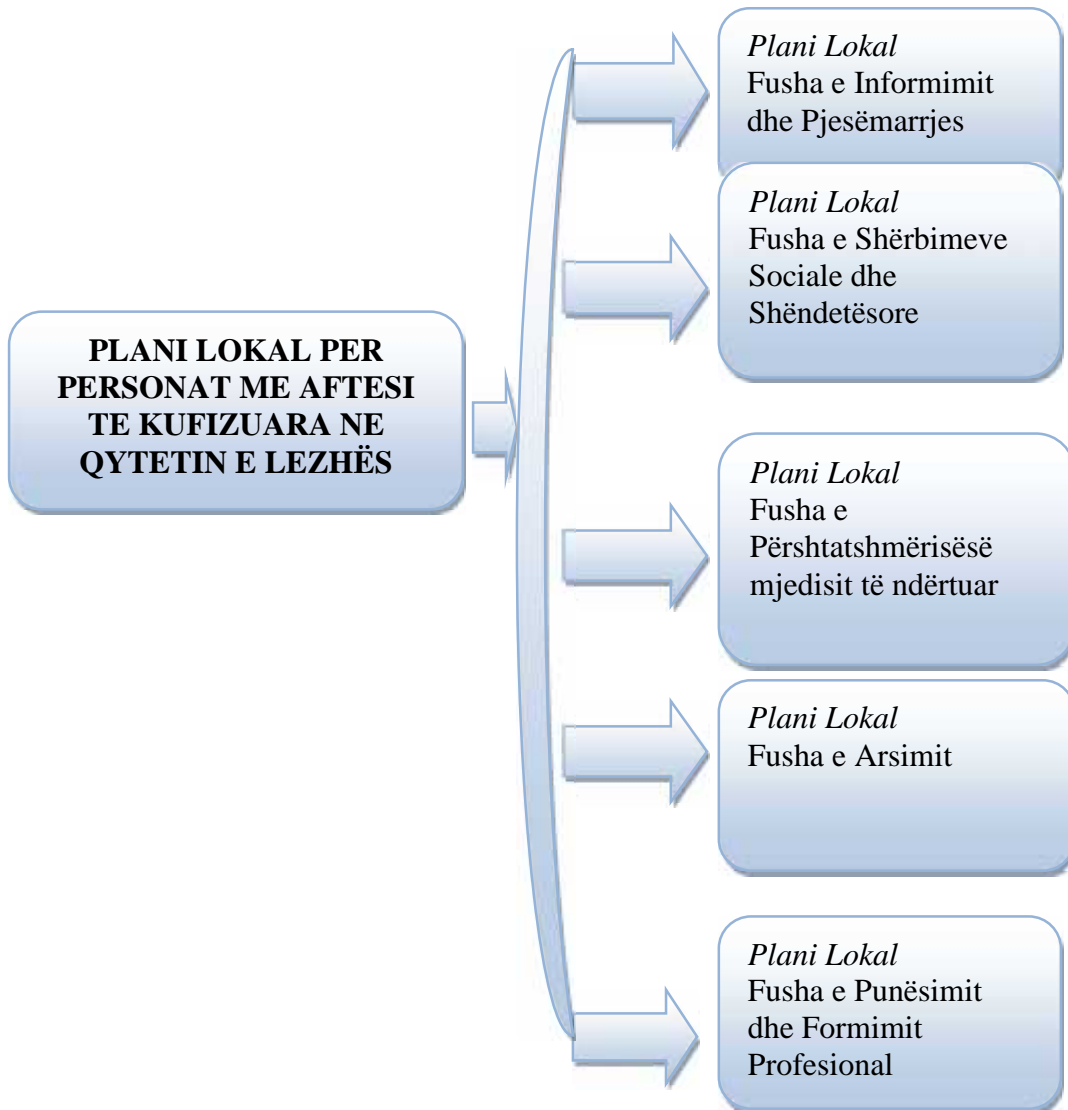 Plani Lokal
Fusha e Informimit
dhe Pjesëmarrjes
Plani Lokal
Fusha e Shërbimeve
Sociale dhe
Shëndetësore
PLANI LOKAL PER
PERSONAT ME AFTESI
TE KUFIZUARA NE
QYTETIN E LEZHËS
Plani Lokal
Fusha e
Përshtatshmërisësë
mjedisit të ndërtuar
Plani Lokal
Fusha e Arsimit
Plani Lokal
Fusha e Punësimit
dhe Formimit
Profesional